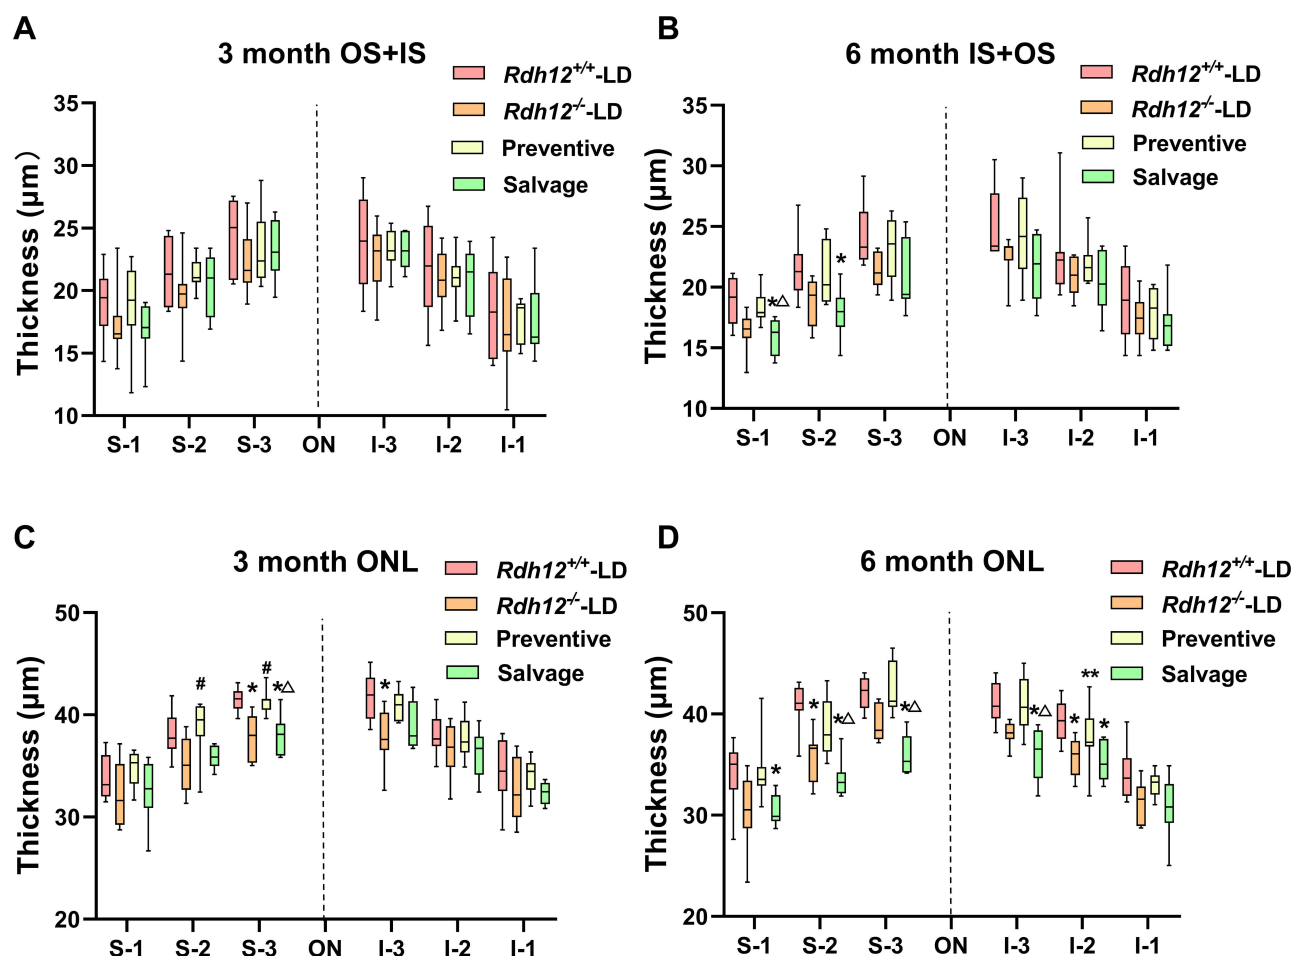 A
3 month OS+IS
Rdh12+/+-LD
Rdh12-/--LD
Preventive
Salvage
Thickness (μm)
35
30
25
20
15
10
S-1 S-2 S-3 ON I-3 I-2 I-1
B
6 month IS+OS
Rdh12+/+-LD
Rdh12-/--LD
Preventive
Salvage
Thickness (μm)
35
30
25
20
15
10
*△
*
S-1 S-2 S-3 ON I-3 I-2 I-1
C
3 month ONL
Rdh12+/+-LD
Rdh12-/--LD
Preventive
Salvage
Thickness (μm)
50
40
30
20
#
*
#
*△
*
S-1 S-2 S-3 ON I-3 I-2 I-1
D
6 month ONL
Rdh12+/+-LD
Rdh12-/--LD
Preventive
Salvage
Thickness (μm)
50
40
30
20
*
*
*△
*△
*△
*
**
*
S-1 S-2 S-3 ON I-3 I-2 I-1